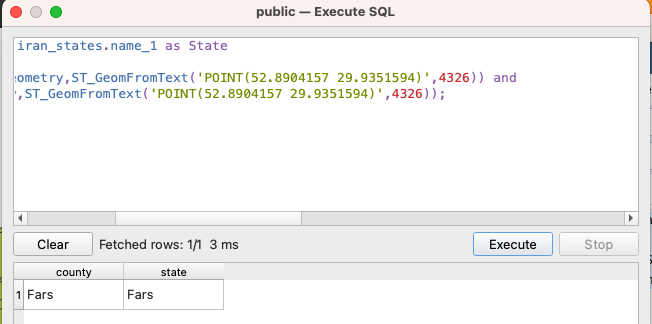 public — Execute SQL
iran_states.name_1 as State
ometry,ST_GeomFromText('POINT(52.8904157 29.9351594)',4326)) and
,ST_GeomFromText('POINT(52.8904157 29.9351594)',4326));
Clear Fetched rows: 1/1 3 ms Execute Stop
county state
1 Fars Fars